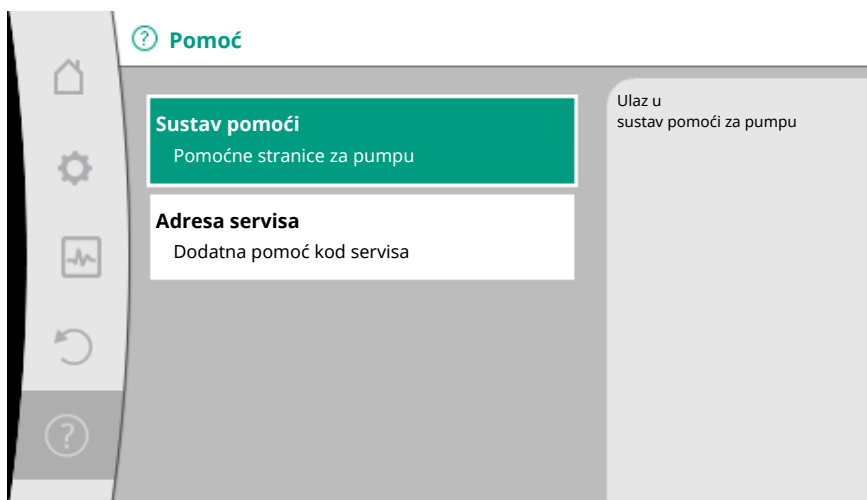 Pomoć
Sustav pomoći
Pomoćne stranice za pumpu
Adresa servisa
Dodatna pomoć kod servisa
Ulaz u
sustav pomoći za pumpu